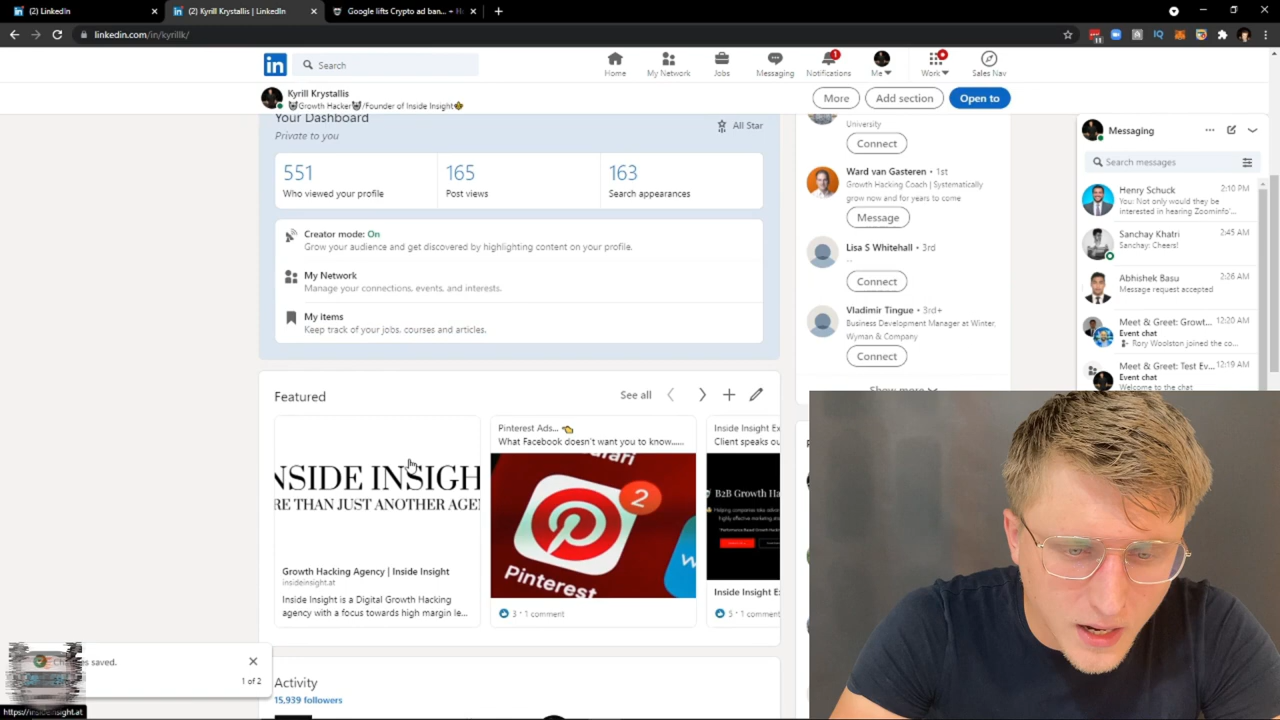 (2) LinkedIn
(2) Kyrill Krystallis | LinkedIn
Google lifts Crypto ad ban...
linkedin.com/in/kyrillk/
11
in
Search
Home
My Network
Jobs
Messaging
1
Notifications
Me
Work
Sales Nav
Kyrill Krystallis
Growth Hacker /Founder of Inside Insight
More
Add section
Open to
Your Dashboard
Private to you
All Star
551
Who viewed your profile
165
Post views
163
Search appearances
Creator mode: On
Grow your audience and get discovered by highlighting content on your profile.
My Network
Manage your connections, events, and interests.
My items
Keep track of your jobs, courses and articles.
Featured
See all
NSIDE INSIGH
RE THAN JUST ANOTHER AGE
Growth Hacking Agency | Inside Insight
insideinsight.at
Inside Insight is a Digital Growth Hacking
agency with a focus towards high margin le...
Pinterest Ads...
What Facebook doesn't want you to know......
Safari
2
Pinterest
3 · 1 comment
Inside Insight Ex
Client speaks ou
B2B Growth Ha
Inside Insight Ex
5 · 1 comment
Activity
15,939 followers
University
Connect
Ward van Gasteren • 1st
Growth Hacking Coach | Systematically
grow now and for years to come
Message
Lisa S Whitehall • 3rd
--
Connect
Vladimir Tingue • 3rd+
Business Development Manager at Winter,
Wyman & Company
Connect
Show more
Messaging
Search messages
Henry Schuck
2:10 PM
You: Not only would they be
interested in hearing Zoominfo'...
Sanchay Khatri
2:45 AM
Sanchay: Cheers!
Abhishek Basu
2:26 AM
Message request accepted
Meet & Greet: Growt...
12:20 AM
Event chat
Rory Woolston joined the co...
Meet & Greet: Test Ev...
12:19 AM
Event chat
Welcome to the chat
saved.
1 of 2
https://insideinsight.at